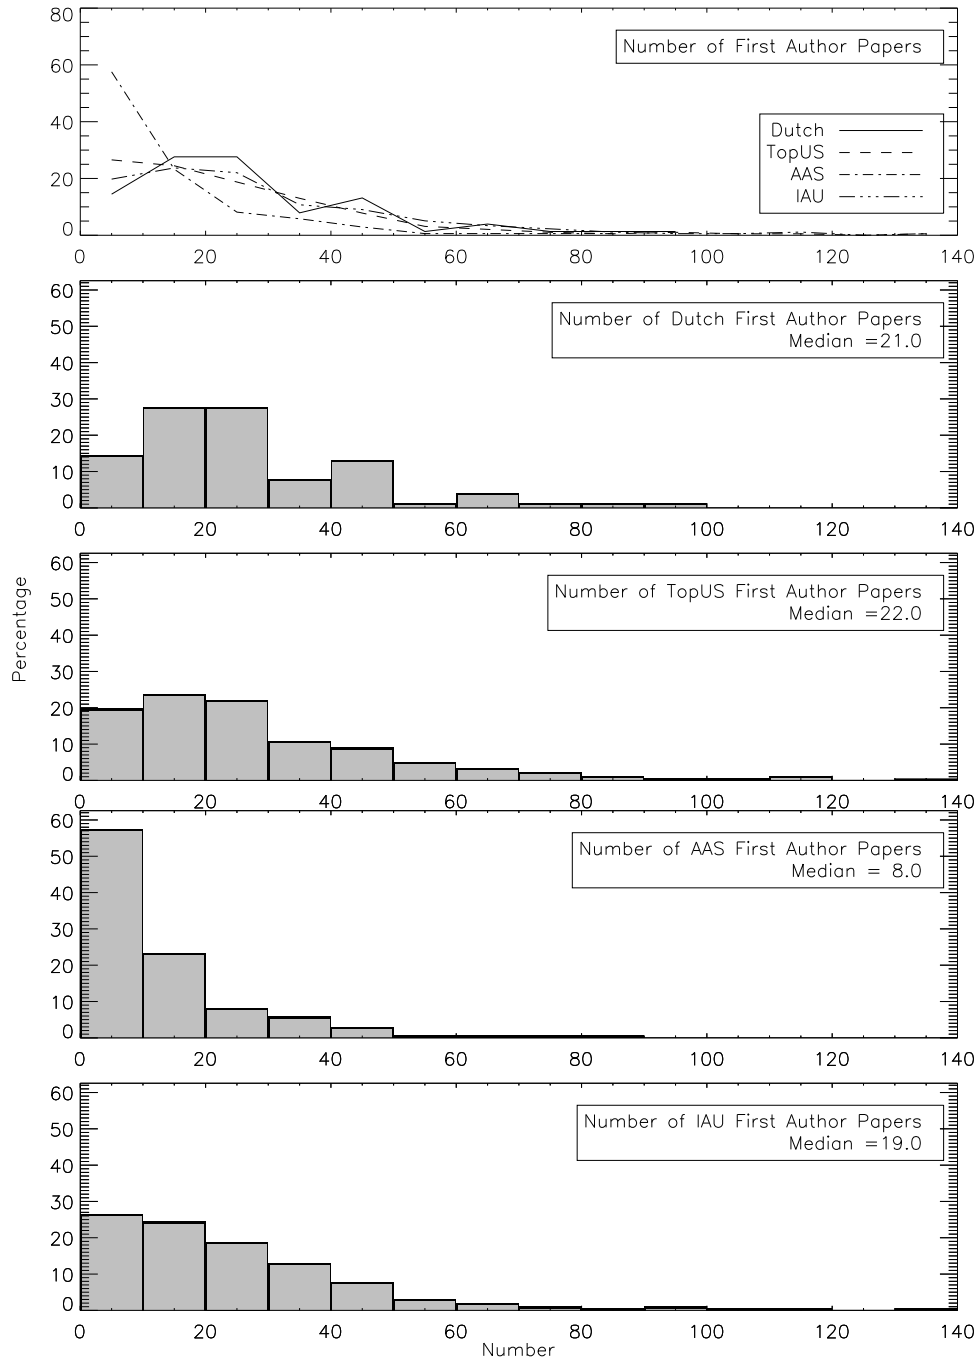 80
60
40
20
0
Number of First Author Papers
Dutch
TopUS
AAS
IAU
0 20 40 60 80 100 120 140
60
50
40
30
20
10
0
Number of Dutch First Author Papers
Median =21.0
0 20 40 60 80 100 120 140
Percentage
60
50
40
30
20
10
0
Number of TopUS First Author Papers
Median =22.0
0 20 40 60 80 100 120 140
60
50
40
30
20
10
0
Number of AAS First Author Papers
Median = 8.0
0 20 40 60 80 100 120 140
60
50
40
30
20
10
0
Number of IAU First Author Papers
Median =19.0
0 20 40 60 80 100 120 140
Number